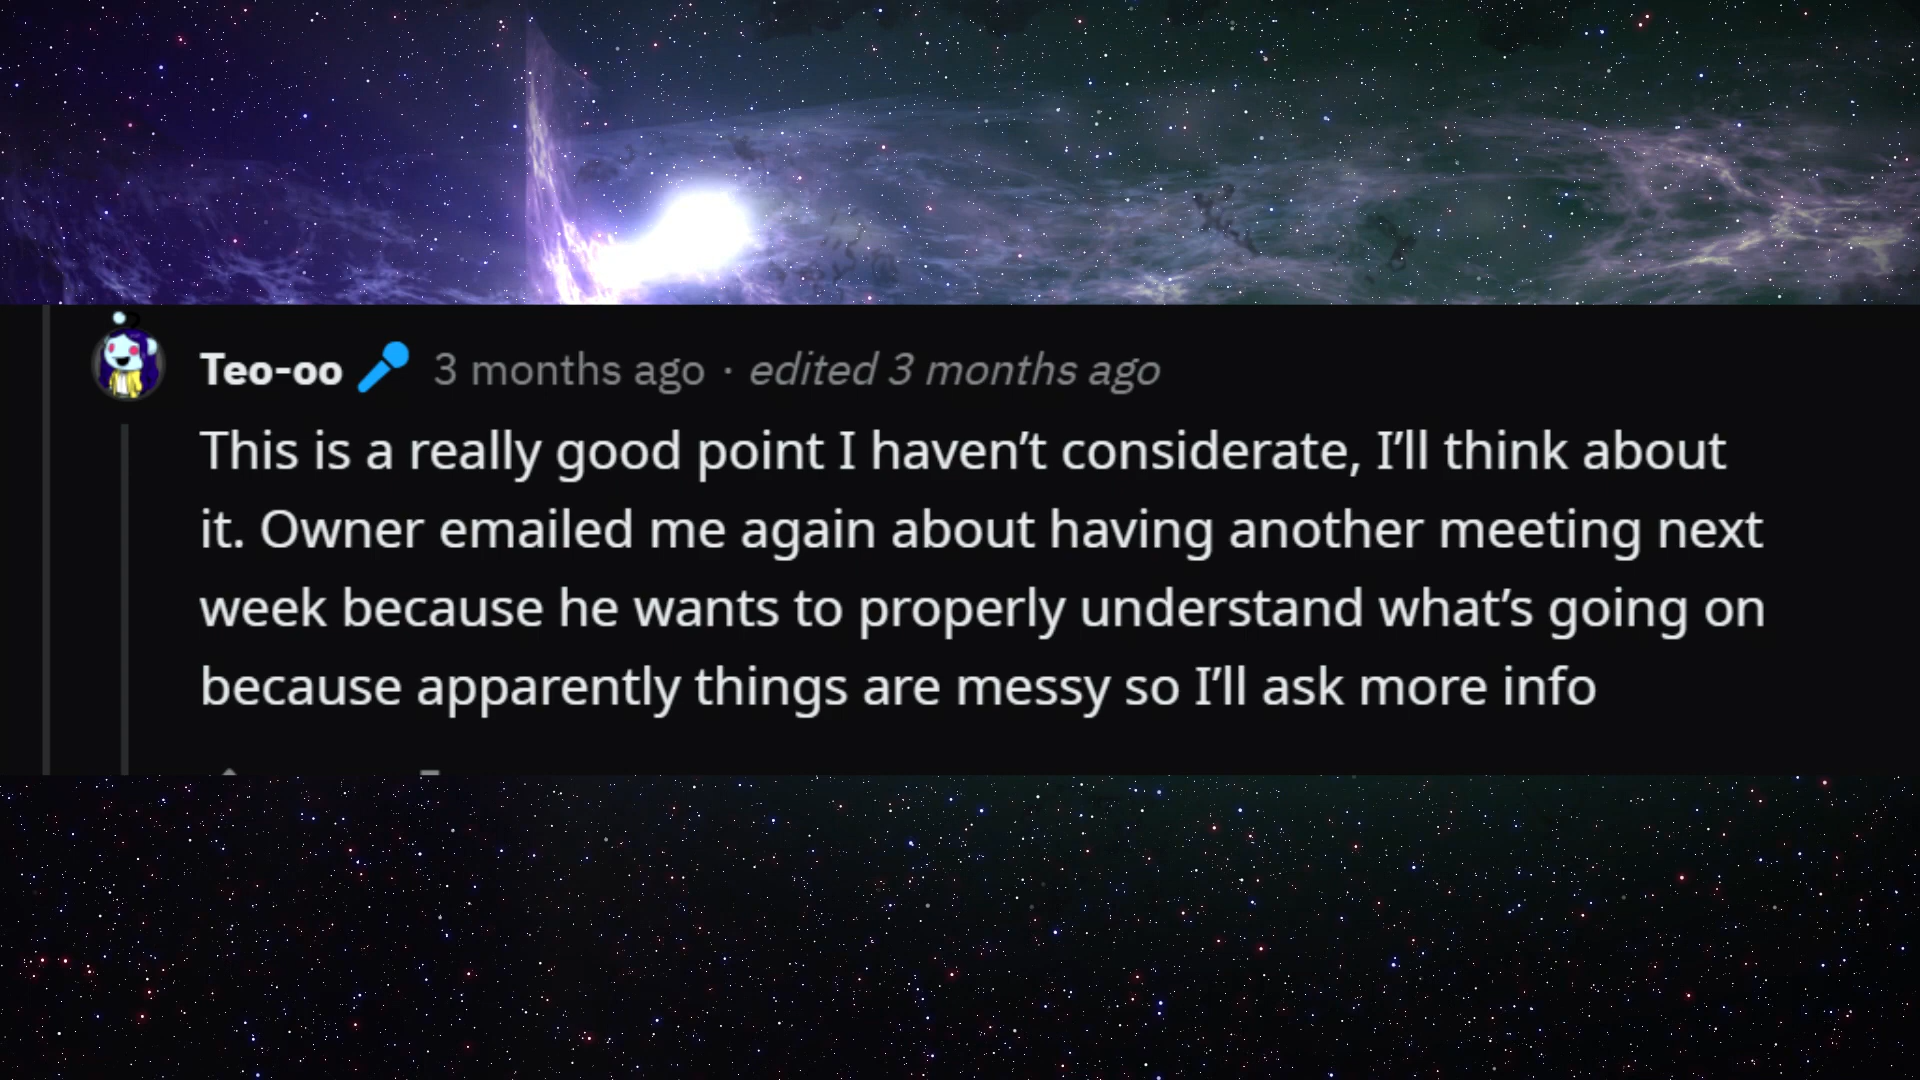 Teo-oo 3 months ago · edited 3 months ago
This is a really good point I haven’t considerate, I’ll think about
it. Owner emailed me again about having another meeting next
week because he wants to properly understand what’s going on
because apparently things are messy so I’ll ask more info